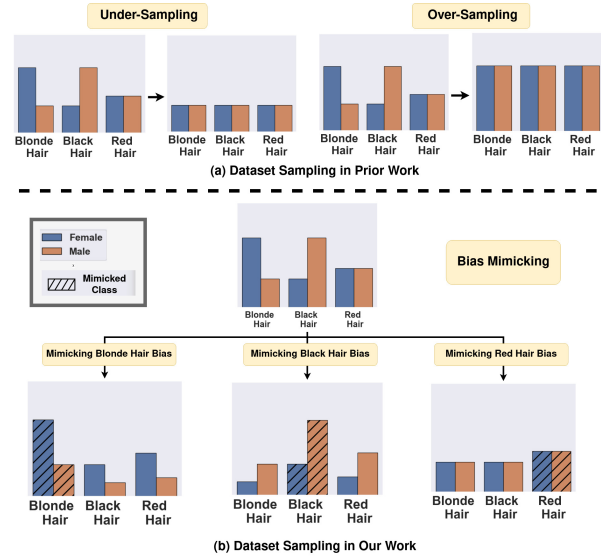 Under-Sampling
Over-Sampling
Blonde Hair
Black Hair
Red Hair
Blonde Hair
Black Hair
Red Hair
Blonde Hair
Black Hair
Red Hair
Blonde Hair
Black Hair
Red Hair
(a) Dataset Sampling in Prior Work
Female
Male
Mimicked
Class
Bias Mimicking
Blonde Hair
Black Hair
Red Hair
Mimicking Blonde Hair Bias
Mimicking Black Hair Bias
Mimicking Red Hair Bias
Blonde Hair
Black Hair
Red Hair
Blonde Hair
Black Hair
Red Hair
Blonde Hair
Black Hair
Red Hair
(b) Dataset Sampling in Our Work